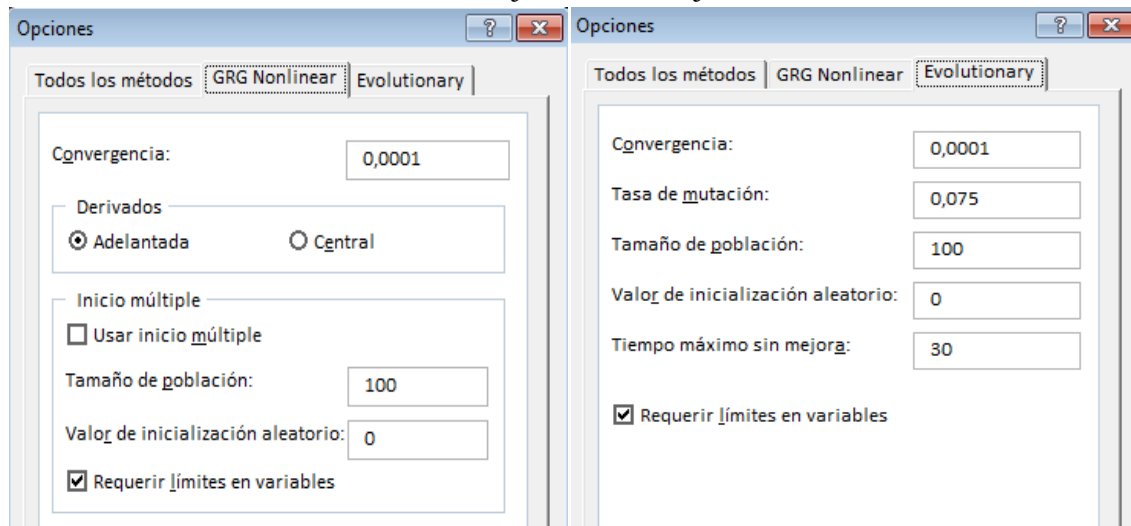 Opciones
Todos los métodos GRG Nonlinear Evolutionary
Convergencia: 0,0001
Derivados
Adelantada Central
Inicio múltiple
Usar inicio múltiple
Tamaño de población: 100
Valor de inicialización aleatorio: 0
Requerir límites en variables
Opciones
Todos los métodos GRG Nonlinear Evolutionary
Convergencia: 0,0001
Tasa de mutación: 0,075
Tamaño de población: 100
Valor de inicialización aleatorio: 0
Tiempo máximo sin mejora: 30
Requerir límites en variables